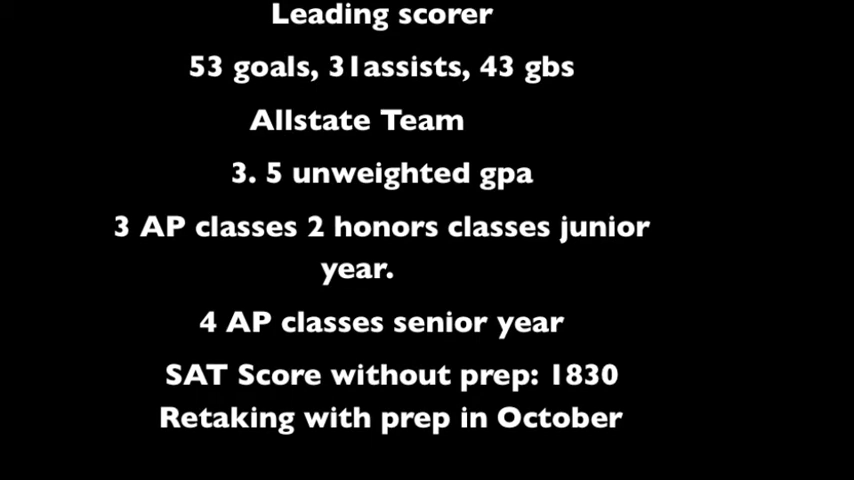 Leading scorer
53 goals, 31assists, 43 gbs
Allstate Team
3. 5 unweighted gpa
3 AP classes 2 honors classes junior
year.
4 AP classes senior year
SAT Score without prep: 1830
Retaking with prep in October